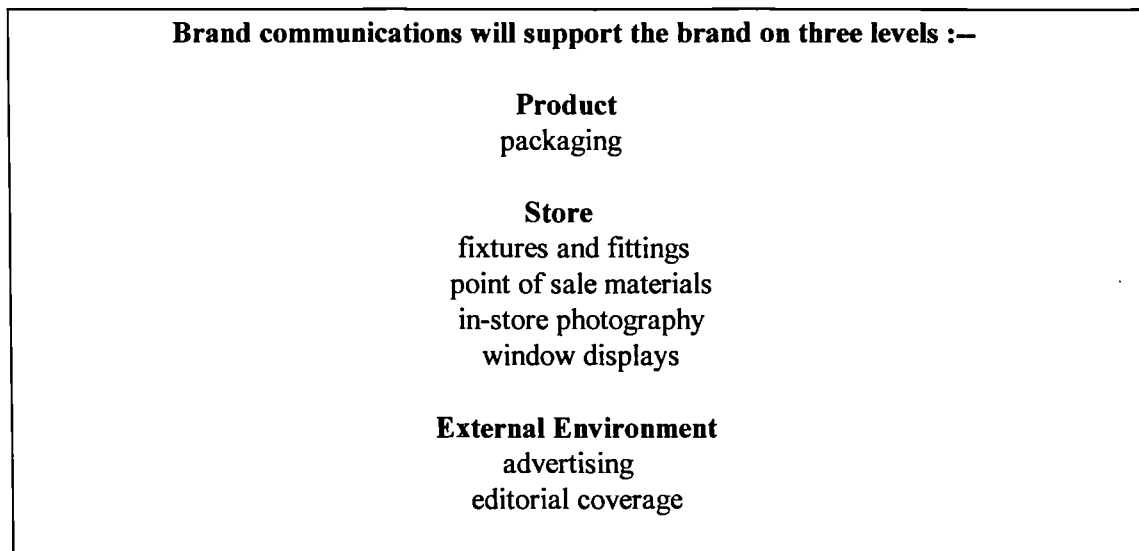 Brand communications will support the brand on three levels :--
Product
packaging
Store
fixtures and fittings
point of sale materials
in-store photography
window displays
External Environment
advertising
editorial coverage